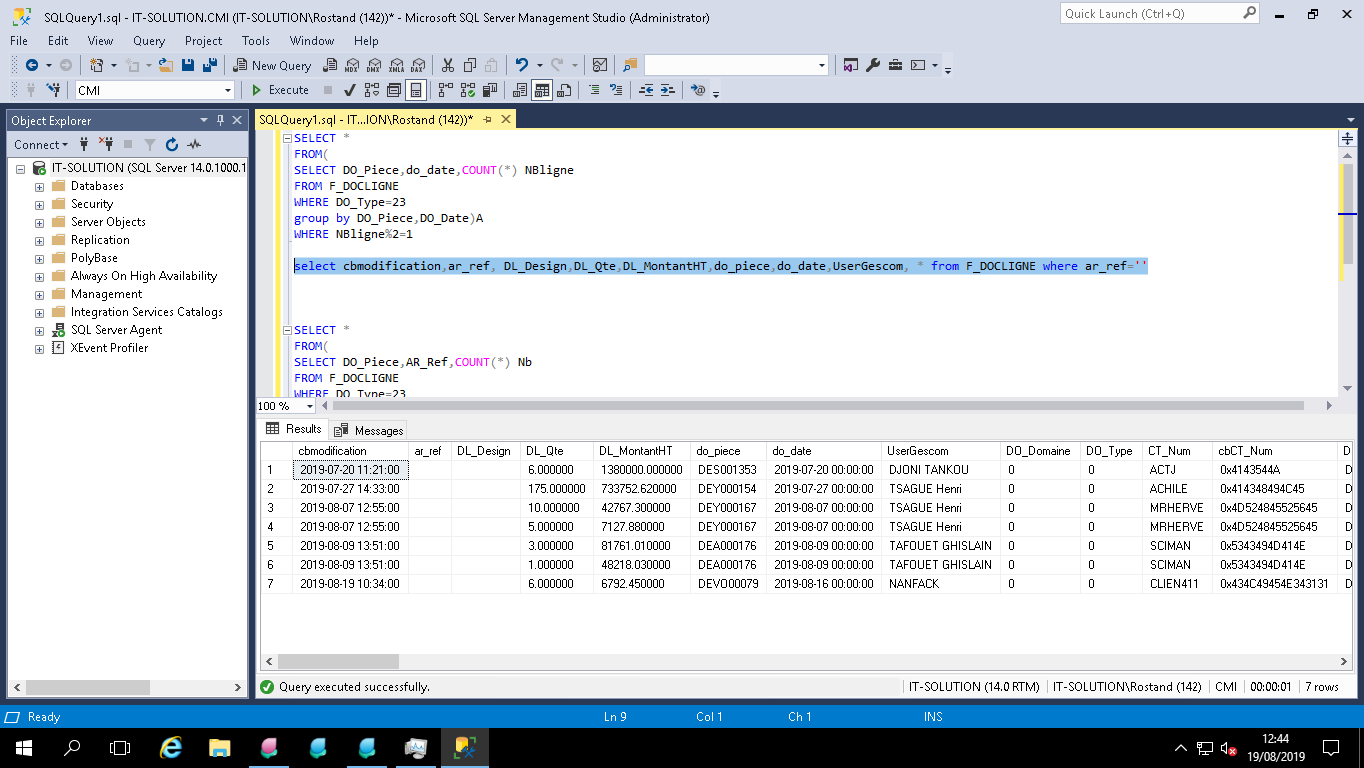 SQLQuery1.sql - IT-SOLUTION.CMI (IT-SOLUTION\Rostand (142))* - Microsoft SQL Server Management Studio (Administrator)
Quick Launch (Ctrl+Q)
File Edit View Query Project Tools Window Help
New Query MDX DMX XMLA DAX
CMI Execute
Object Explorer
Connect
IT-SOLUTION (SQL Server 14.0.1000.1
Databases
Security
Server Objects
Replication
PolyBase
Always On High Availability
Management
Integration Services Catalogs
SQL Server Agent
XEvent Profiler
SQLQuery1.sql - IT...ION\Rostand (142))*
SELECT *
FROM(
SELECT DO_Piece,do_date,COUNT(*) NBligne
FROM F_DOCLIGNE
WHERE DO_Type=23
group by DO_Piece,DO_Date)A
WHERE NBligne%2=1
select cbmodification,ar_ref, DL_Design,DL_Qte,DL_MontantHT,do_piece,do_date,UserGescom, * from F_DOCLIGNE where ar_ref=''
SELECT *
FROM(
SELECT DO_Piece,AR_Ref,COUNT(*) Nb
FROM F_DOCLIGNE
WHERE DO_Type=23
100 %
Results Messages
cbmodification ar_ref DL_Design DL_Qte DL_MontantHT do_piece do_date UserGescom DO_Domaine DO_Type CT_Num cbCT_Num D
1 2019-07-20 11:21:00 6.000000 1380000.000000 DES001353 2019-07-20 00:00:00 DJONI TANKOU 0 0 ACTJ 0x4143544A D
2 2019-07-27 14:33:00 175.000000 733752.620000 DEY000154 2019-07-27 00:00:00 TSAGUE Henri 0 0 ACHILE 0x414348494C45 D
3 2019-08-07 12:55:00 10.000000 42767.300000 DEY000167 2019-08-07 00:00:00 TSAGUE Henri 0 0 MRHERVE 0x4D524845525645 D
4 2019-08-07 12:55:00 5.000000 7127.880000 DEY000167 2019-08-07 00:00:00 TSAGUE Henri 0 0 MRHERVE 0x4D524845525645 D
5 2019-08-09 13:51:00 3.000000 81761.010000 DEA000176 2019-08-09 00:00:00 TAFOUET GHISLAIN 0 0 SCIMAN 0x5343494D414E D
6 2019-08-09 13:51:00 1.000000 48218.030000 DEA000176 2019-08-09 00:00:00 TAFOUET GHISLAIN 0 0 SCIMAN 0x5343494D414E D
7 2019-08-19 10:34:00 6.000000 6792.450000 DEVO00079 2019-08-16 00:00:00 NANFACK 0 0 CLIEN411 0x434C49454E343131 D
Query executed successfully. IT-SOLUTION (14.0 RTM) IT-SOLUTION\Rostand (142) CMI 00:00:01 7 rows
Ready Ln 9 Col 1 Ch 1 INS
12:44
19/08/2019